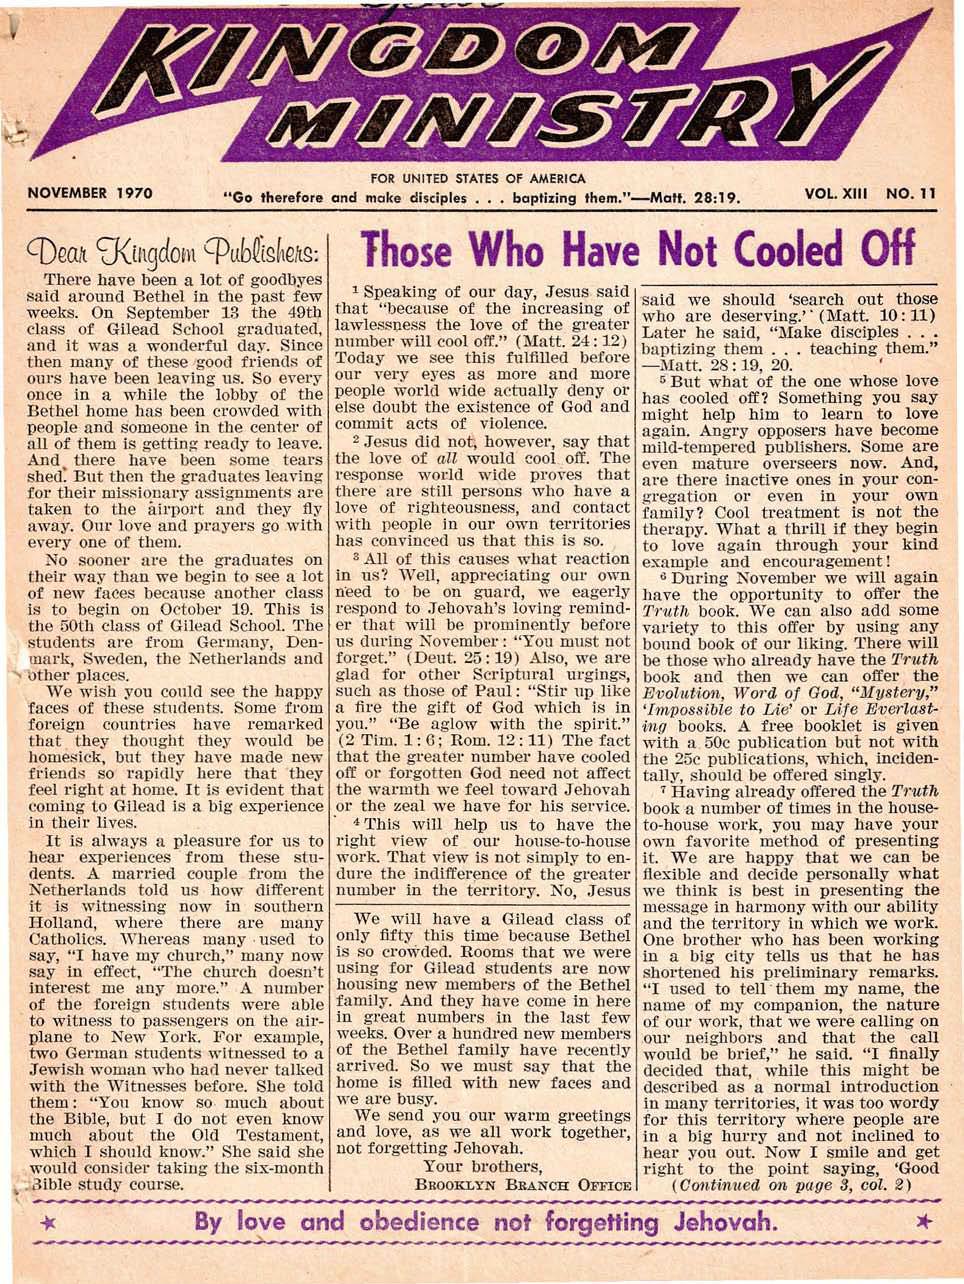 KINGDOM
MINISTRY
FOR UNITED STATES OF AMERICA
NOVEMBER 1970
"Go therefore and make disciples . . . baptizing them."—Matt. 28:19.
VOL. XIII NO. 11
Dear Kingdom Publishers:
There have been a lot of goodbyes
said around Bethel in the past few
weeks. On September 13 the 49th
class of Gilead School graduated,
and it was a wonderful day. Since
then many of these good friends of
ours have been leaving us. So every
once in a while the lobby of the
Bethel home has been crowded with
people and someone in the center of
all of them is getting ready to leave.
And there have been some tears
shed. But then the graduates leaving
for their missionary assignments are
taken to the airport and they fly
away. Our love and prayers go with
every one of them.
No sooner are the graduates on
their way than we begin to see a lot
of new faces because another class
is to begin on October 19. This is
the 50th class of Gilead School. The
students are from Germany, Den-
mark, Sweden, the Netherlands and
other places.
We wish you could see the happy
faces of these students. Some from
foreign countries have remarked
that they thought they would be
homesick, but they have made new
friends so rapidly here that they
feel right at home. It is evident that
coming to Gilead is a big experience
in their lives.
It is always a pleasure for us to
hear experiences from these stu-
dents. A married couple from the
Netherlands told us how different
it is witnessing now in southern
Holland, where there are many
Catholics. Whereas many used to
say, "I have my church," many now
say in effect, "The church doesn't
interest me any more." A number
of the foreign students were able
to witness to passengers on the air-
plane to New York. For example,
two German students witnessed to a
Jewish woman who had never talked
with the Witnesses before. She told
them: "You know so much about
the Bible, but I do not even know
much about the Old Testament,
which I should know." She said she
would consider taking the six-month
Bible study course.
Those Who Have Not Cooled Off
1 Speaking of our day, Jesus said
that "because of the increasing of
lawlessness the love of the greater
number will cool off." (Matt. 24:12)
Today we see this fulfilled before
our very eyes as more and more
people world wide actually deny or
else doubt the existence of God and
commit acts of violence.
2 Jesus did not, however, say that
the love of all would cool off. The
response world wide proves that
there are still persons who have a
love of righteousness, and contact
with people in our own territories
has convinced us that this is so.
3 All of this causes what reaction
in us? Well, appreciating our own
need to be on guard, we eagerly
respond to Jehovah's loving remind-
er that will be prominently before
us during November: "You must not
forget." (Deut. 25:19) Also, we are
glad for other Scriptural urgings,
such as those of Paul: "Stir up like
a fire the gift of God which is in
you." "Be aglow with the spirit."
(2 Tim. 1:6; Rom. 12:11) The fact
that the greater number have cooled
off or forgotten God need not affect
the warmth we feel toward Jehovah
or the zeal we have for his service.
4 This will help us to have the
right view of our house-to-house
work. That view is not simply to en-
dure the indifference of the greater
number in the territory. No, Jesus
We will have a Gilead class of
only fifty this time because Bethel
is so crowded. Rooms that we were
using for Gilead students are now
housing new members of the Bethel
family. And they have come in here
in great numbers in the last few
weeks. Over a hundred new members
of the Bethel family have recently
arrived. So we must say that the
home is filled with new faces and
we are busy.
We send you our warm greetings
and love, as we all work together,
not forgetting Jehovah.
Your brothers,
BROOKLYN BRANCH OFFICE
said we should 'search out those
who are deserving.' (Matt. 10:11)
Later he said, "Make disciples . . .
baptizing them . . . teaching them."
—Matt. 28:19, 20.
5 But what of the one whose love
has cooled off? Something you say
might help him to learn to love
again. Angry opposers have become
mild-tempered publishers. Some are
even mature overseers now. And,
are there inactive ones in your con-
gregation or even in your own
family? Cool treatment is not the
therapy. What a thrill if they begin
to love again through your kind
example and encouragement!
6 During November we will again
have the opportunity to offer the
Truth book. We can also add some
variety to this offer by using any
bound book of our liking. There will
be those who already have the Truth
book and then we can offer the
Evolution, Word of God, "Mystery,"
'Impossible to Lie' or Life Everlast-
ing books. A free booklet is given
with a 50c publication but not with
the 25c publications, which, inciden-
tally, should be offered singly.
7 Having already offered the Truth
book a number of times in the house-
to-house work, you may have your
own favorite method of presenting
it. We are happy that we can be
flexible and decide personally what
we think is best in presenting the
message in harmony with our ability
and the territory in which we work.
One brother who has been working
in a big city tells us that he has
shortened his preliminary remarks.
"I used to tell them my name, the
name of my companion, the nature
of our work, that we were calling on
our neighbors and that the call
would be brief," he said. "I finally
decided that, while this might be
described as a normal introduction
in many territories, it was too wordy
for this territory where people are
in a big hurry and not inclined to
hear you out. Now I smile and get
right to the point saying, 'Good
(Continued on page 3, col. 2)
By love and obedience not forgetting Jehovah.